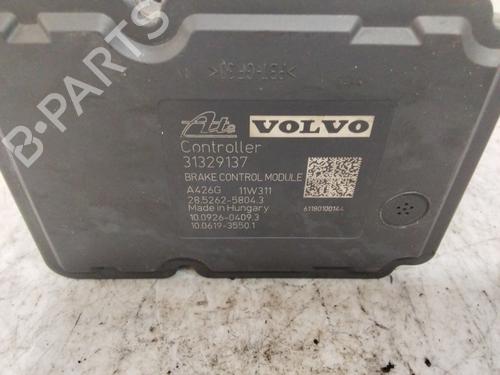 B-PARTS
Ate VOLVO
Controller
31329137
BRAKE CONTROL MODULE
A426G 11W311
28.5262-5804.3
Made in Hungary
10.0926-0409.3
10.0619-3550.1
61180100144